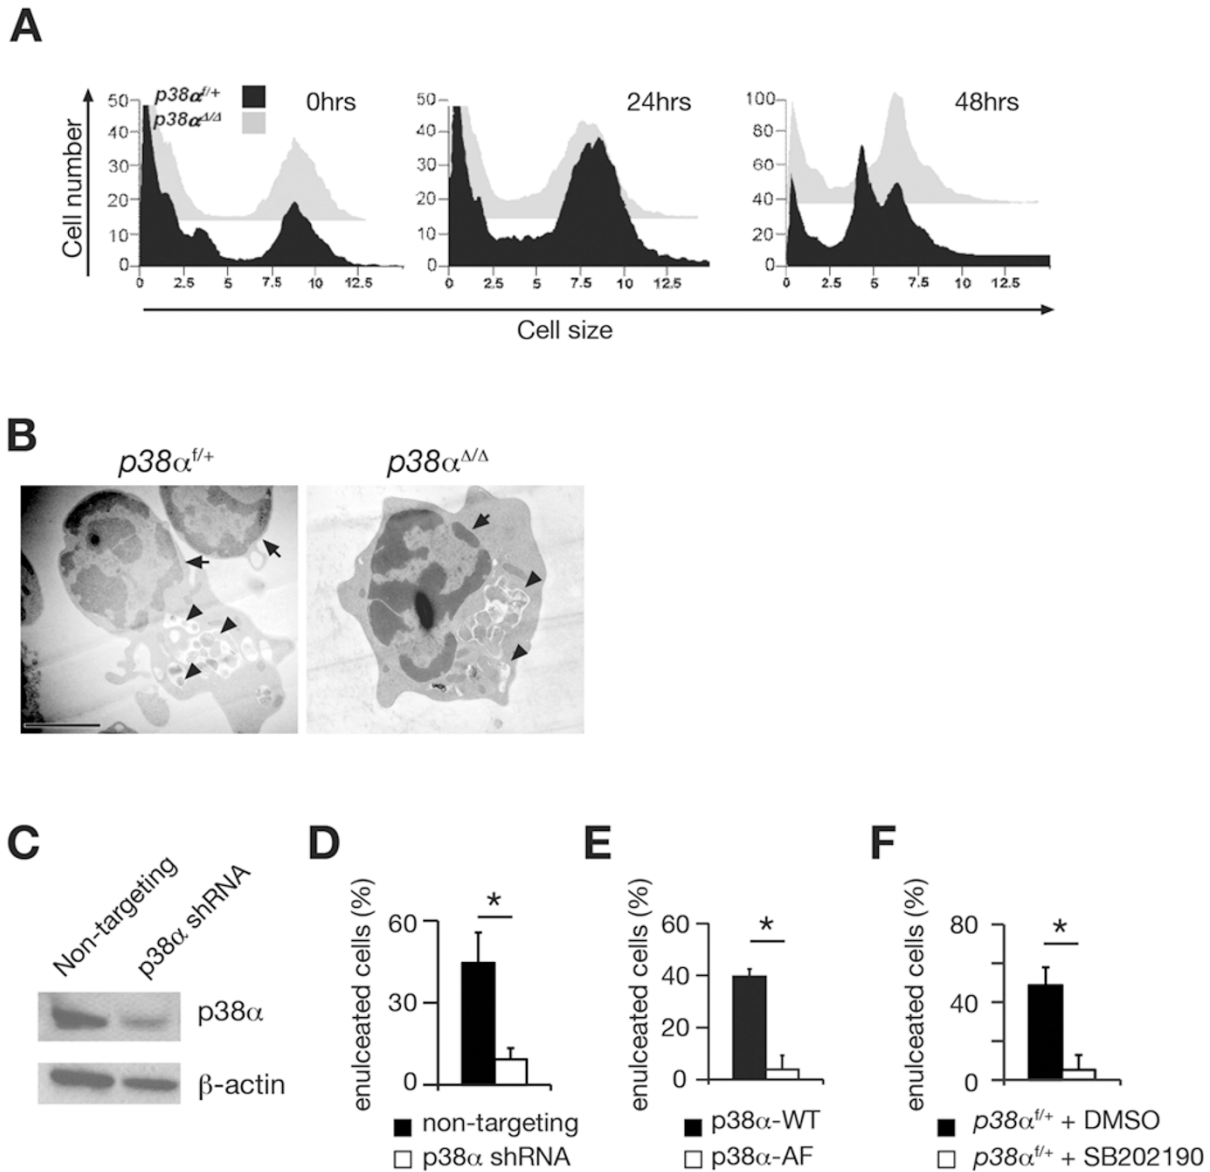 A
p38αf/+
p38αΔ/Δ
0hrs
24hrs
48hrs
Cell number
50
40
30
20
10
0
0 2.5 5 7.5 10 12.5
50
40
30
20
10
0
0 2.5 5 7.5 10 12.5
100
80
60
40
20
0
0 2.5 5 7.5 10 12.5
Cell size
B
p38αf/+
p38αΔ/Δ
C
Non-targeting
p38α shRNA
p38α
β-actin
D
enulceated cells (%)
60
30
0
*
non-targeting
p38α shRNA
E
enulceated cells (%)
60
40
20
0
*
p38α-WT
p38α-AF
F
enulceated cells (%)
80
40
0
*
p38αf/+ + DMSO
p38αf/+ + SB202190